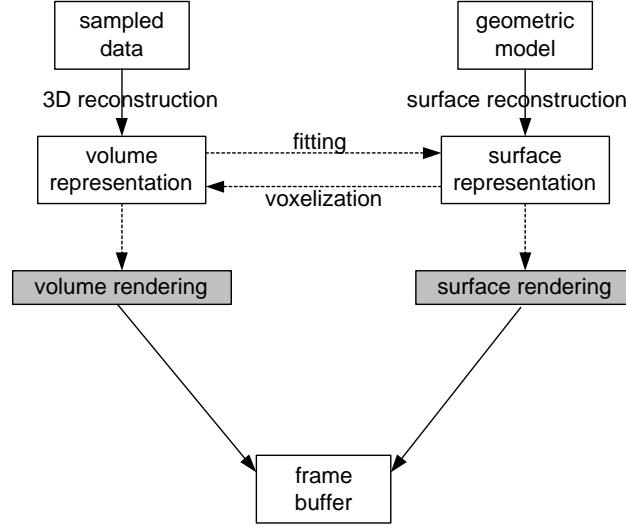 sampled
data
geometric
model
3D reconstruction
surface reconstruction
volume
representation
fitting
surface
representation
voxelization
volume rendering
surface rendering
frame
buffer